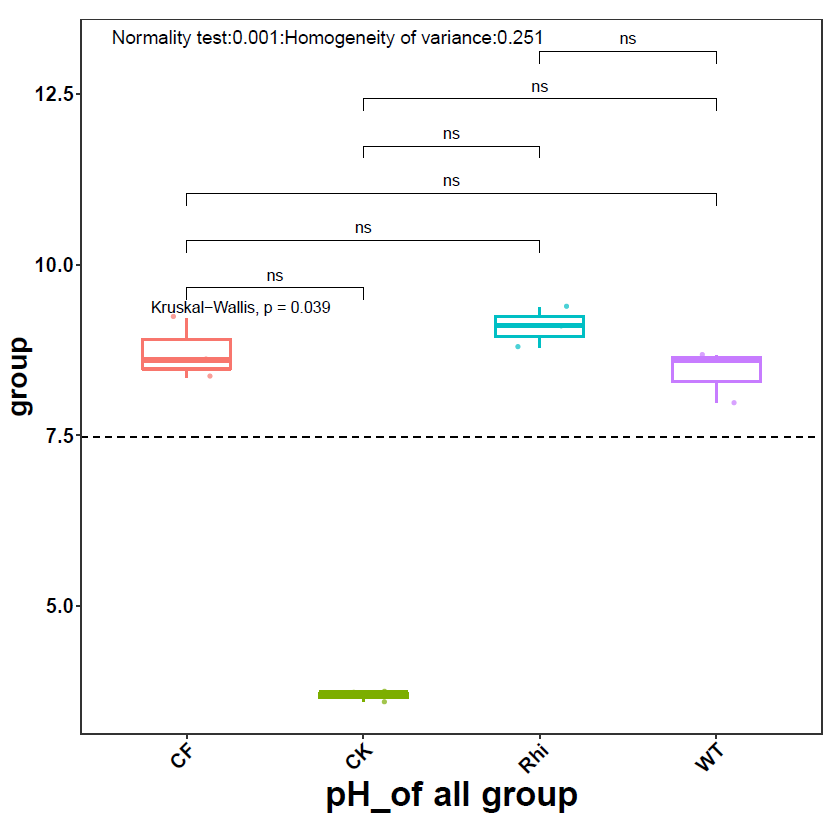 Normality test:0.001:Homogeneity of variance:0.251
ns
ns
ns
ns
ns
ns
Kruskal−Wallis, p = 0.039
12.5
10.0
7.5
5.0
group
CF
CK
Rhi
WT
pH_of all group